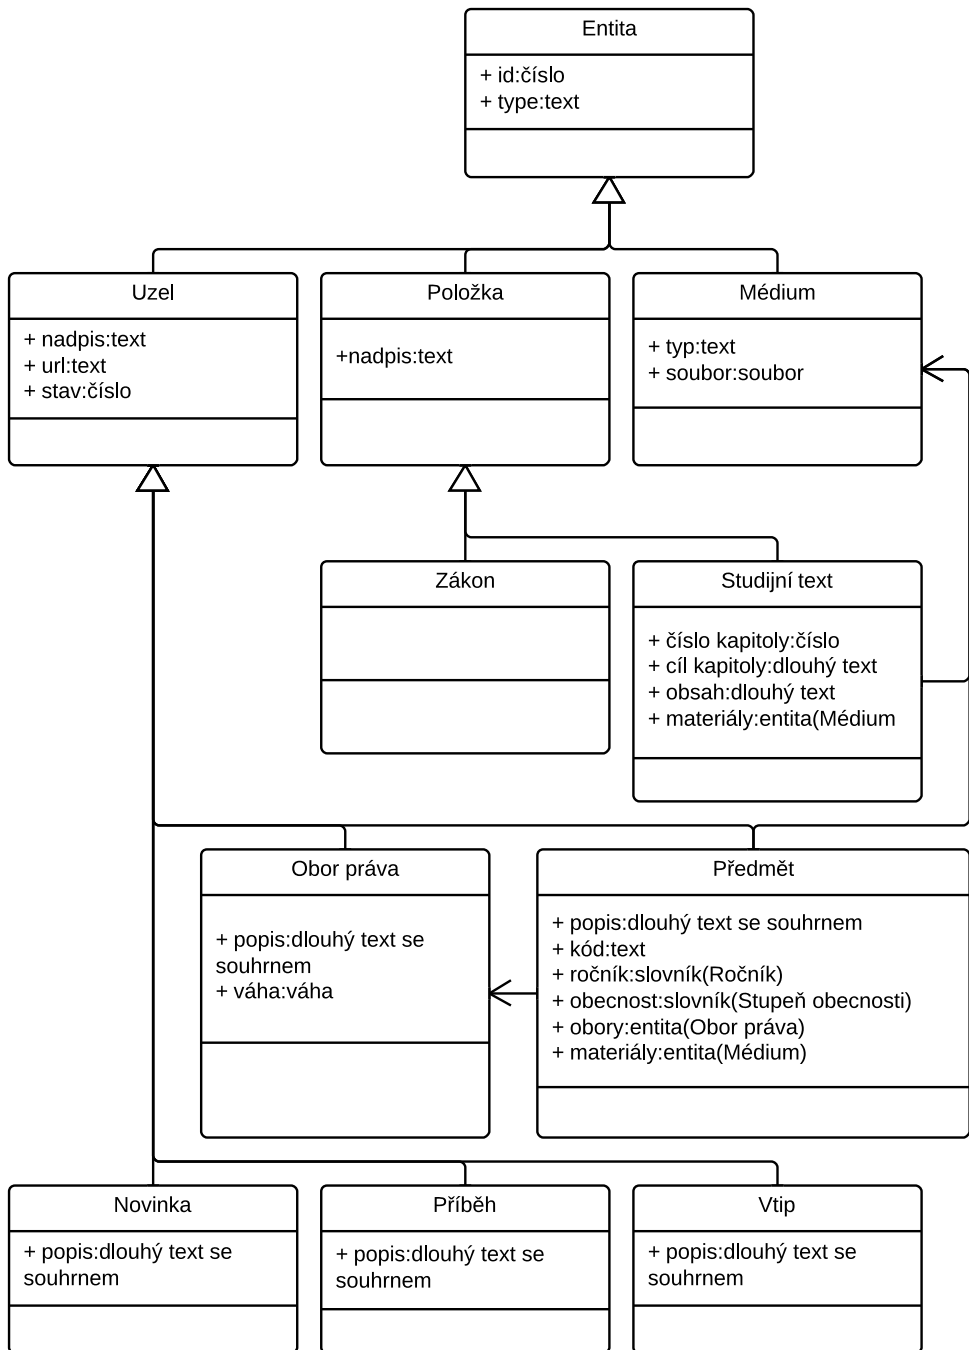 Entita
+ id:číslo
+ type:text
Uzel
+ nadpis:text
+ url:text
+ stav:číslo
Položka
+nadpis:text
Médium
+ typ:text
+ soubor:soubor
Zákon
Studijní text
+ číslo kapitoly:číslo
+ cíl kapitoly:dlouhý text
+ obsah:dlouhý text
+ materiály:entita(Médium
Obor práva
+ popis:dlouhý text se
souhrnem
+ váha:váha
Předmět
+ popis:dlouhý text se souhrnem
+ kód:text
+ ročník:slovník(Ročník)
+ obecnost:slovník(Stupeň obecnosti)
+ obory:entita(Obor práva)
+ materiály:entita(Médium)
Novinka
+ popis:dlouhý text se
souhrnem
Příběh
+ popis:dlouhý text se
souhrnem
Vtip
+ popis:dlouhý text se
souhrnem